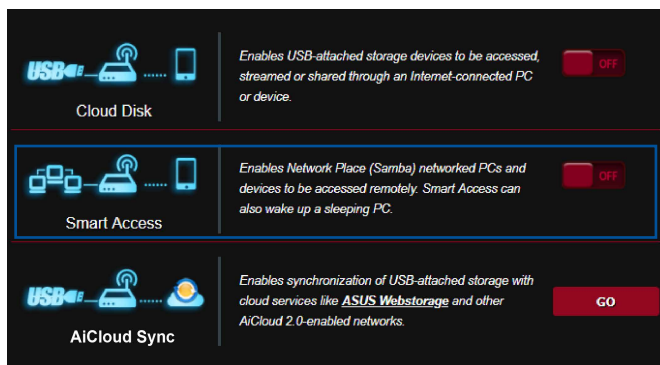 Enables USB-attached storage devices to be accessed,
streamed or shared through an Internet-connected PC
or device.
USB
OFF
Cloud Disk
Enables Network Place (Samba) networked PCs and
devices to be accessed remotely. Smart Access can
also wake up a sleeping PC.
OFF
Smart Access
Enables synchronization of USB-attached storage with
cloud services like ASUS Webstorage and other
AiCloud 2.0-enabled networks.
USB
GO
AiCloud Sync